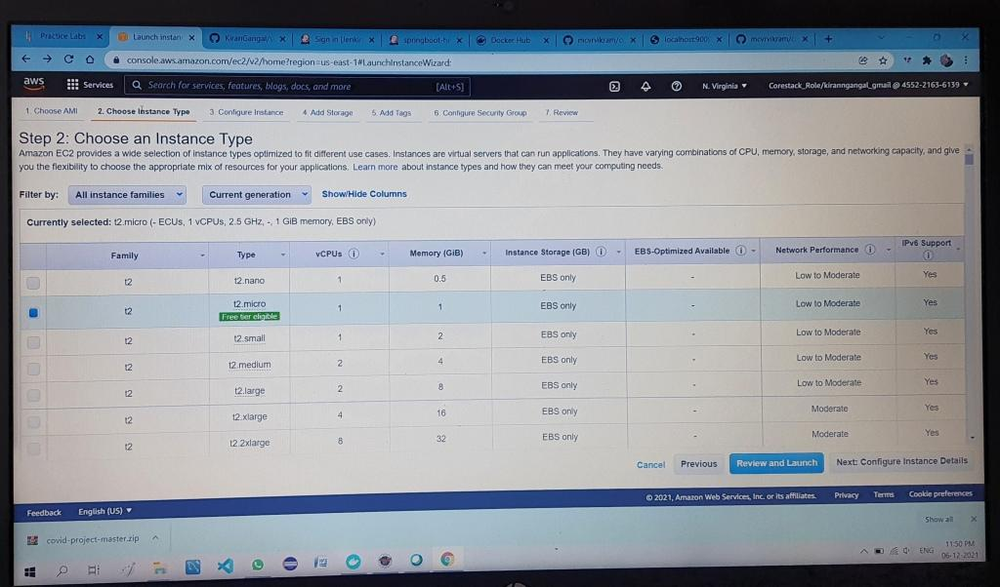 Practice Labs
Launch instan
KiranGangal/
Sign in [Jenki
springboot-h
Docker Hub
localhost:900
console.aws.amazon.com/ec2/v2/home?region=us-east-1#LaunchInstanceWizard:
aws
Services
Search for services, features, blogs, docs, and more
[Alt+S]
N. Virginia
Corestack_Role/kiranngangal_gmail @ 4552-2163-6139
1. Choose AMI
2. Choose Instance Type
3. Configure Instance
4. Add Storage
5. Add Tags
6. Configure Security Group
7. Review
Step 2: Choose an Instance Type
Amazon EC2 provides a wide selection of instance types optimized to fit different use cases. Instances are virtual servers that can run applications. They have varying combinations of CPU, memory, storage, and networking capacity, and give
you the flexibility to choose the appropriate mix of resources for your applications. Learn more about instance types and how they can meet your computing needs.
Filter by: All instance families Current generation Show/Hide Columns
Currently selected: t2.micro (- ECUs, 1 vCPUs, 2.5 GHz, -, 1 GiB memory, EBS only)
Family Type vCPUs Memory (GiB) Instance Storage (GB) EBS-Optimized Available Network Performance IPv6 Support
t2 t2.nano 1 0.5 EBS only - Low to Moderate Yes
t2 t2.micro 1 1 EBS only - Low to Moderate Yes
Free tier eligible
t2 t2.small 1 2 EBS only - Low to Moderate Yes
t2 t2.medium 2 4 EBS only - Low to Moderate Yes
t2 t2.large 2 8 EBS only - Low to Moderate Yes
t2 t2.xlarge 4 16 EBS only - Moderate Yes
t2 t2.2xlarge 8 32 EBS only - Moderate Yes
Cancel Previous Review and Launch Next: Configure Instance Details
Feedback English (US) © 2021, Amazon Web Services, Inc. or its affiliates. Privacy Terms Cookie preferences
covid-project-master.zip
Show all
ENG
11:50 PM
06-12-2021